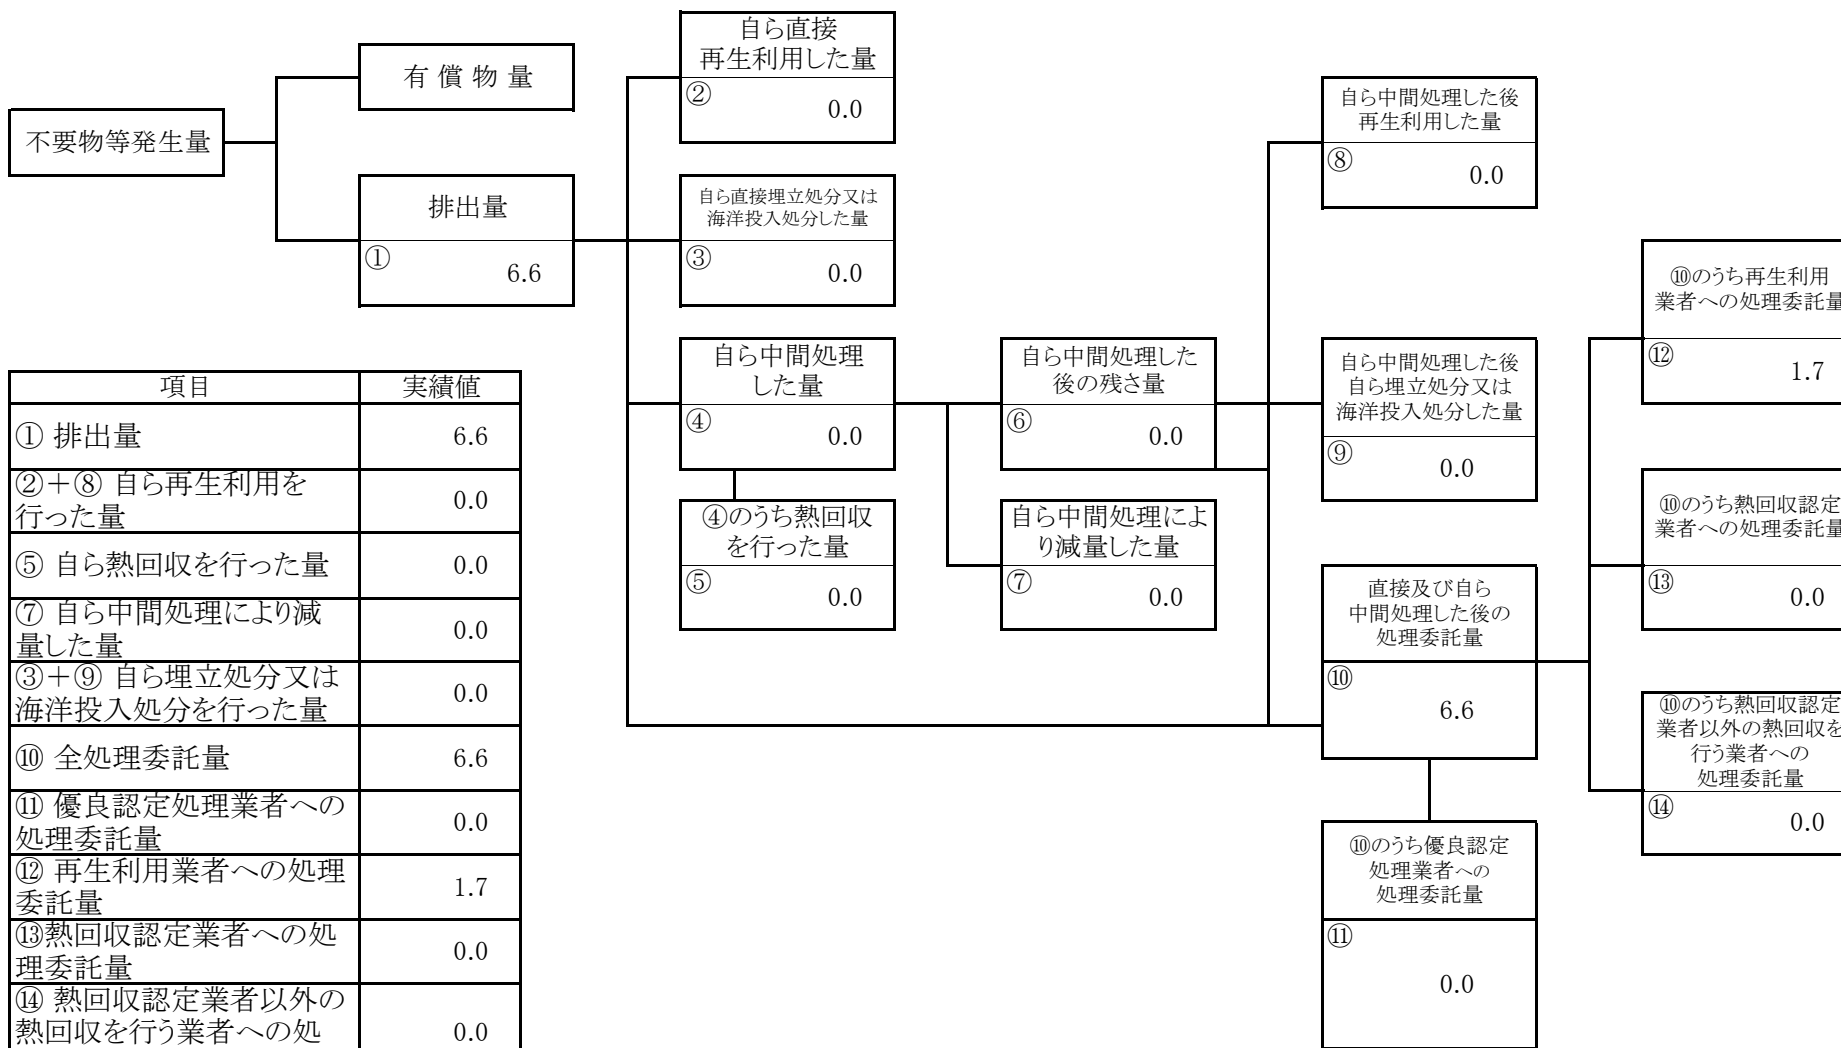 不要物等発生量
有 償 物 量
排出量
①
6.6
自ら直接
再生利用した量
②
0.0
自ら直接埋立処分又は
海洋投入処分した量
③
0.0
自ら中間処理
した量
④
0.0
④のうち熱回収
を行った量
⑤
0.0
自ら中間処理した
後の残さ量
⑥
0.0
自ら中間処理によ
り減量した量
⑦
0.0
自ら中間処理した後
再生利用した量
⑧
0.0
自ら中間処理した後
自ら埋立処分又は
海洋投入処分した量
⑨
0.0
直接及び自ら
中間処理した後の
処理委託量
⑩
6.6
⑩のうち優良認定
処理業者への
処理委託量
⑪
0.0
⑩のうち再生利用
業者への処理委託量
⑫
1.7
⑩のうち熱回収認定
業者への処理委託量
⑬
0.0
⑩のうち熱回収認定
業者以外の熱回収を
行う業者への
処理委託量
⑭
0.0
項目 実績値
① 排出量 6.6
②＋⑧ 自ら再生利用を
行った量 0.0
⑤ 自ら熱回収を行った量 0.0
⑦ 自ら中間処理により減
量した量 0.0
③＋⑨ 自ら埋立処分又は
海洋投入処分を行った量 0.0
⑩ 全処理委託量 6.6
⑪ 優良認定処理業者への
処理委託量 0.0
⑫ 再生利用業者への処理
委託量 1.7
⑬熱回収認定業者への処
理委託量 0.0
⑭ 熱回収認定業者以外の
熱回収を行う業者への処 0.0